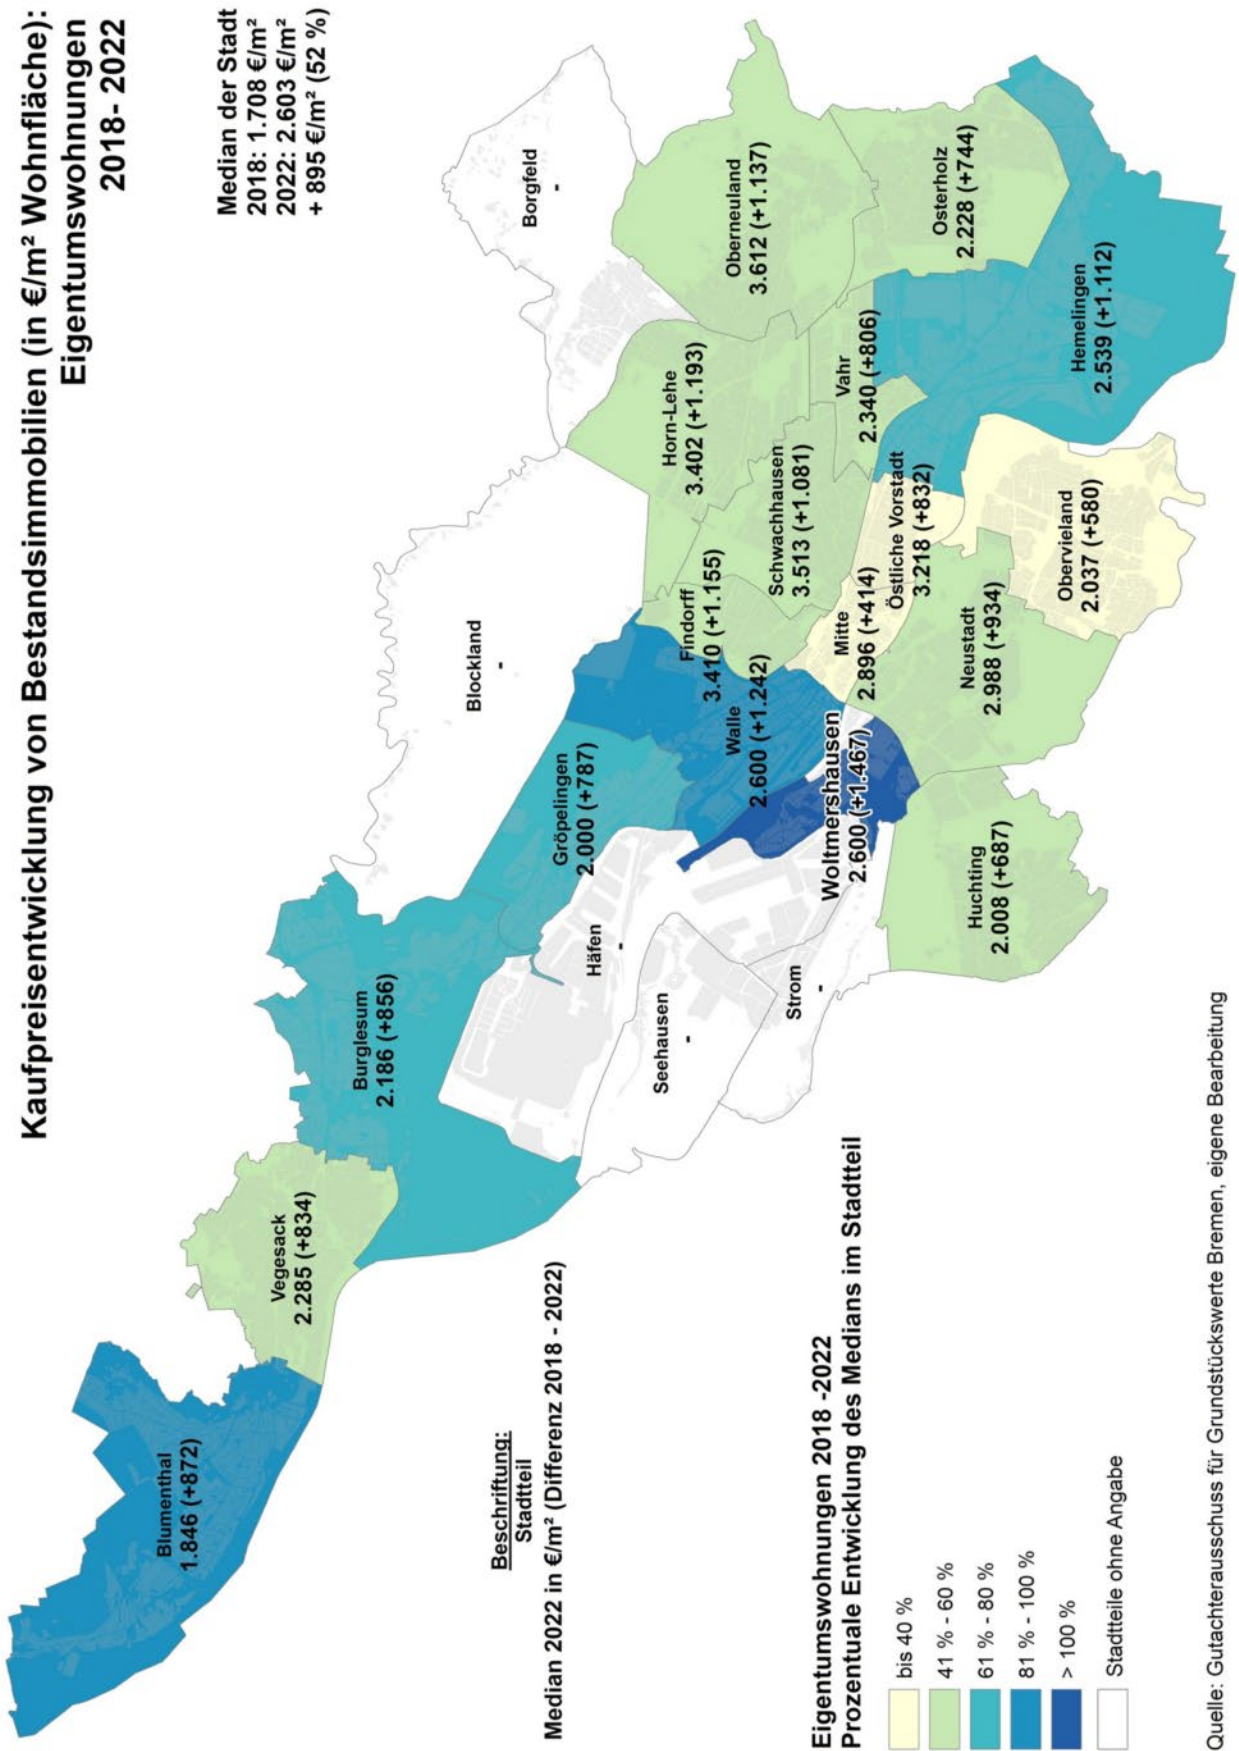 Kaufpreisentwicklung von Bestandsimmobilien (in €/m² Wohnfläche):
Eigentumswohnungen
2018- 2022
Median der Stadt
2018: 1.708 €/m²
2022: 2.603 €/m²
+ 895 €/m² (52 %)
Blumenthal
1.846 (+872)
Vegesack
2.285 (+834)
Burglesum
2.186 (+856)
Blockland
-
Borgfeld
-
Gröpelingen
2.000 (+787)
Häfen
-
Seehausen
-
Strom
-
Walle
2.600 (+1.242)
Findorff
3.410 (+1.155)
Horn-Lehe
3.402 (+1.193)
Oberneuland
3.612 (+1.137)
Schwachhausen
3.513 (+1.081)
Vahr
2.340 (+806)
Osterholz
2.228 (+744)
Mitte
2.896 (+414)
Östliche Vorstadt
3.218 (+832)
Hemelingen
2.539 (+1.112)
Woltmershausen
2.600 (+1.467)
Neustadt
2.988 (+934)
Obervieland
2.037 (+580)
Huchting
2.008 (+687)
Beschriftung:
Stadtteil
Median 2022 in €/m² (Differenz 2018 - 2022)
Eigentumswohnungen 2018 -2022
Prozentuale Entwicklung des Medians im Stadtteil
bis 40 %
41 % - 60 %
61 % - 80 %
81 % - 100 %
> 100 %
Stadtteile ohne Angabe
Quelle: Gutachterausschuss für Grundstückswerte Bremen, eigene Bearbeitung